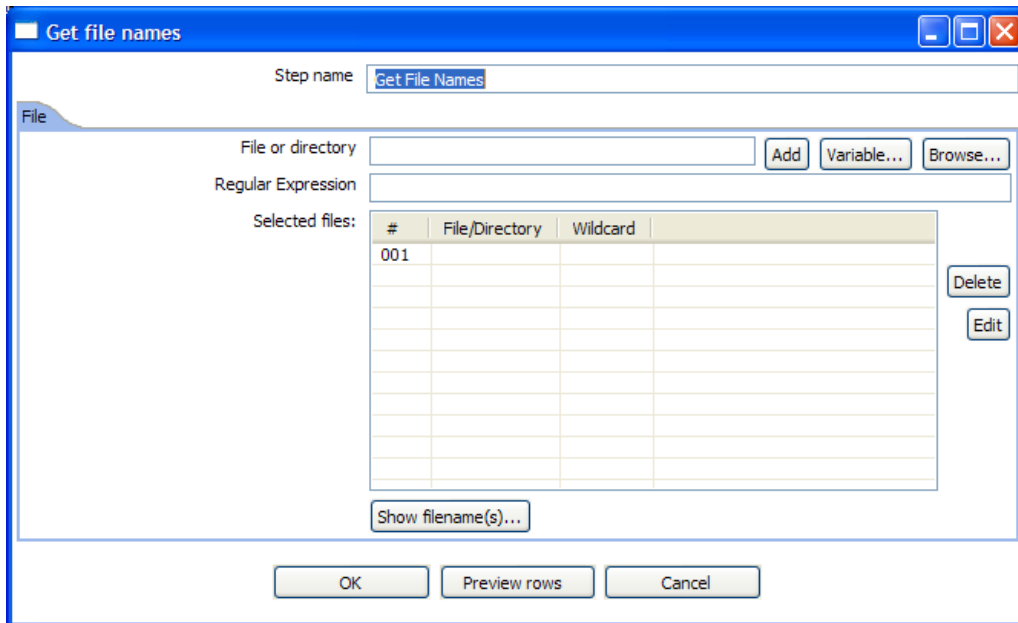 Get file names
Step name Get File Names
File
File or directory Add Variable... Browse...
Regular Expression
Selected files: # File/Directory Wildcard
001
Delete
Edit
Show filename(s)...
OK Preview rows Cancel